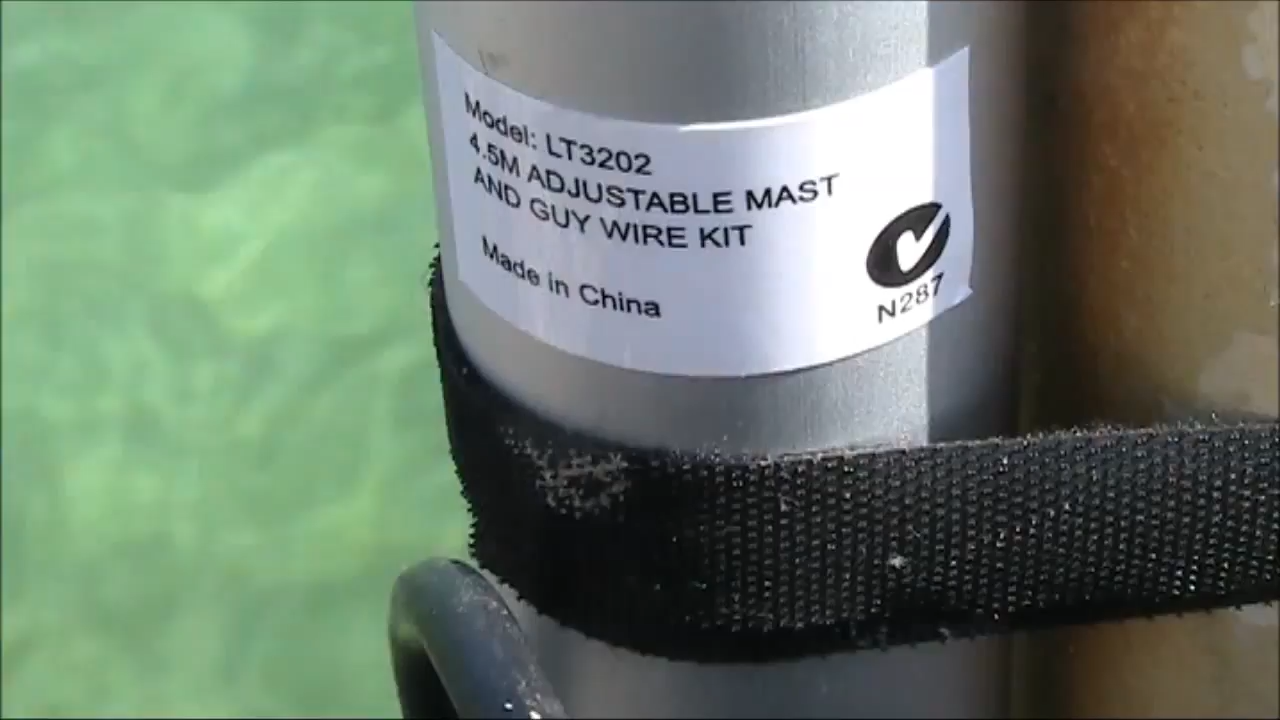 Model: LT3202
4.5M ADJUSTABLE MAST
AND GUY WIRE KIT
Made in China
N287